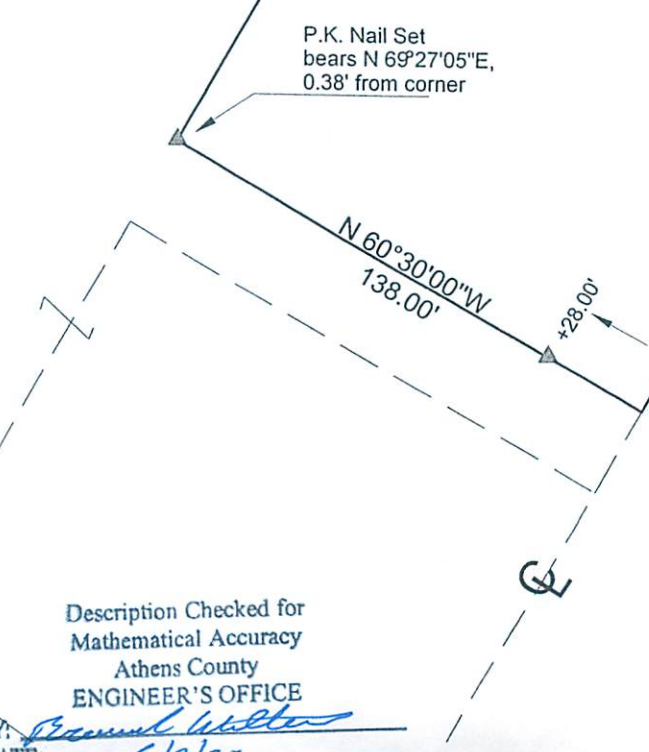 P.K. Nail Set
bears N 69°27'05"E,
0.38' from corner
N 60°30'00"W
138.00'
+28.00'
℄
Description Checked for
Mathematical Accuracy
Athens County
ENGINEER'S OFFICE